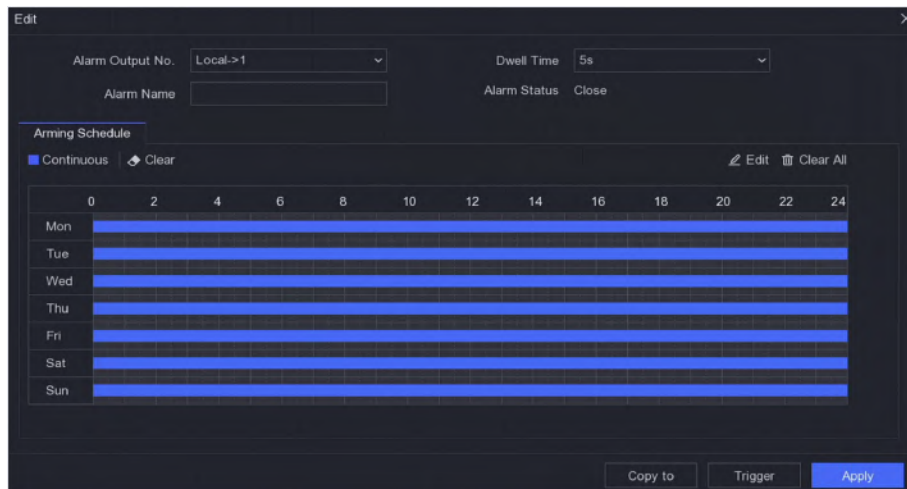 Edit
Alarm Output No. Local->1 Dwell Time 5s
Alarm Name Alarm Status Close
Arming Schedule
Continuous Clear Edit Clear All
0 2 4 6 8 10 12 14 16 18 20 22 24
Mon
Tue
Wed
Thu
Fri
Sat
Sun
Copy to Trigger Apply